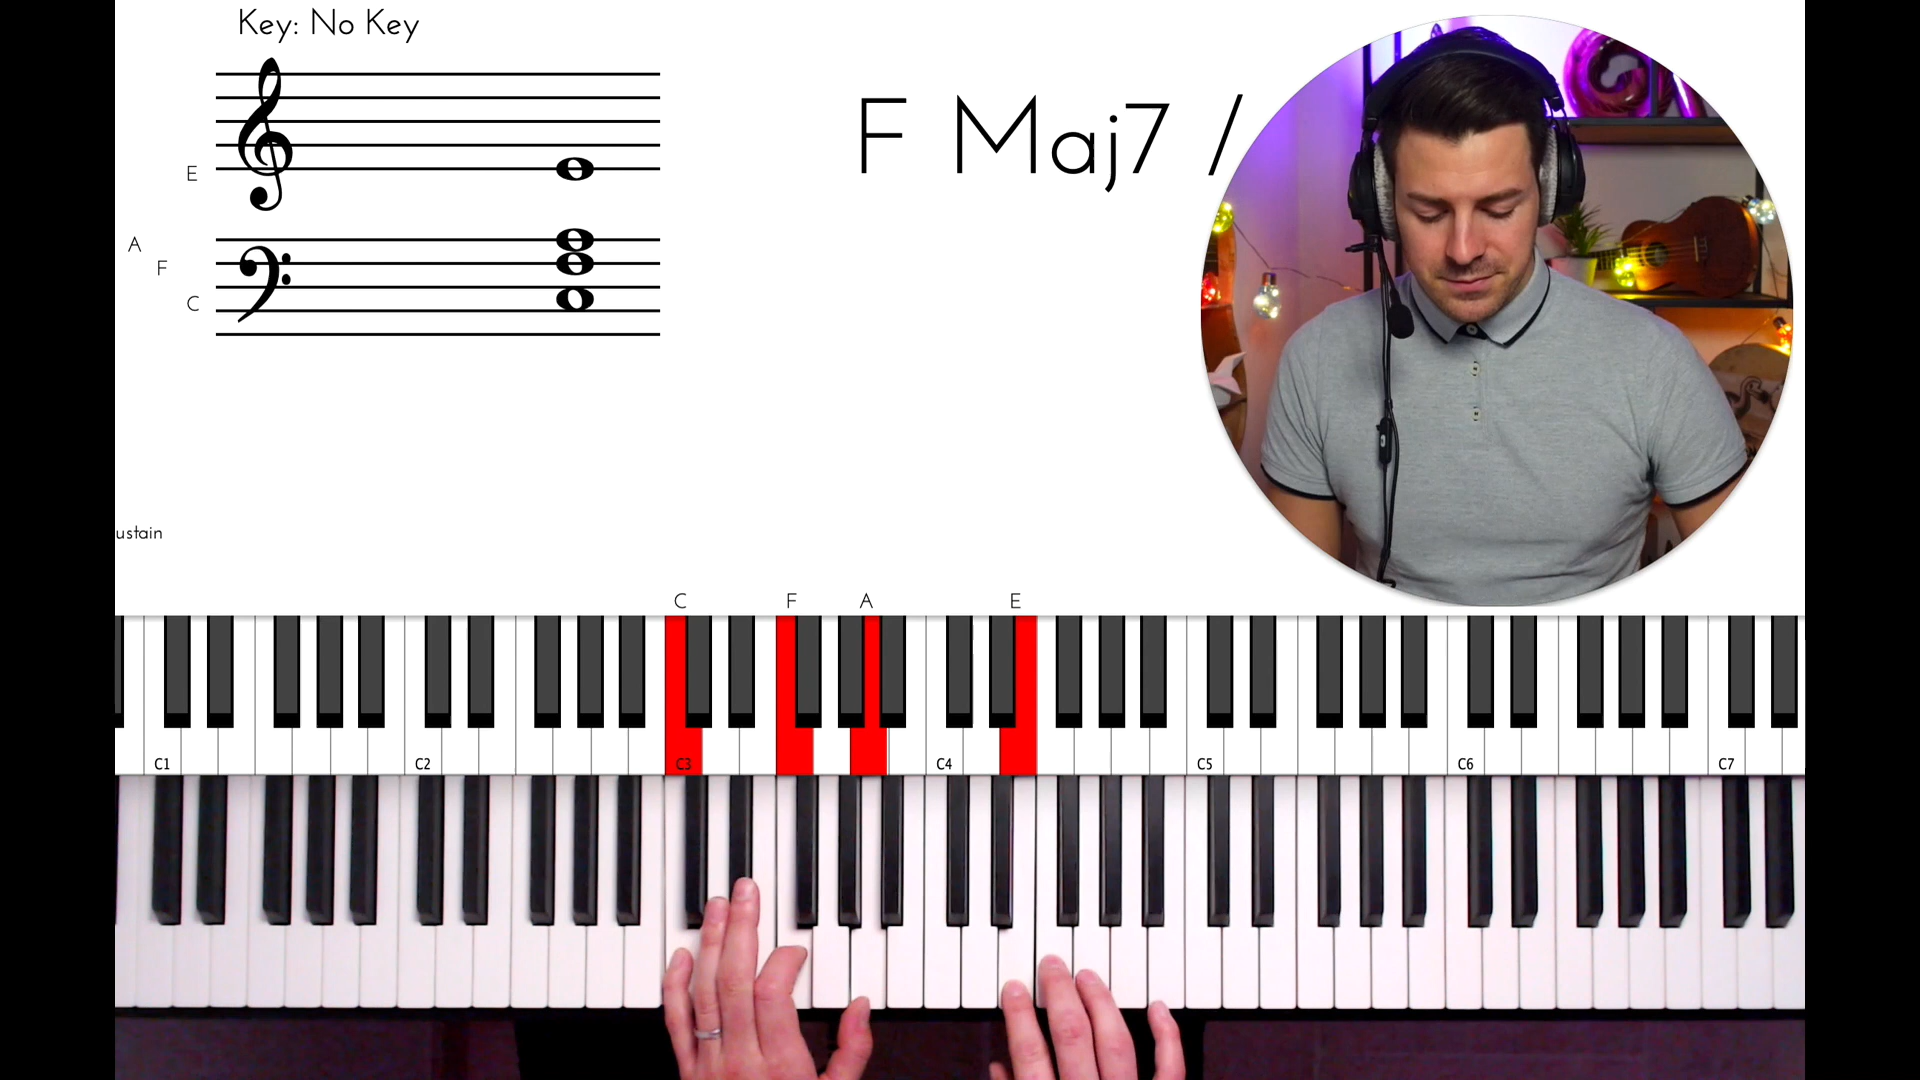 Key: No Key
F Maj7 /
E
A
F
C
ustain
C F A E
C1 C2 C3 C4 C5 C6 C7